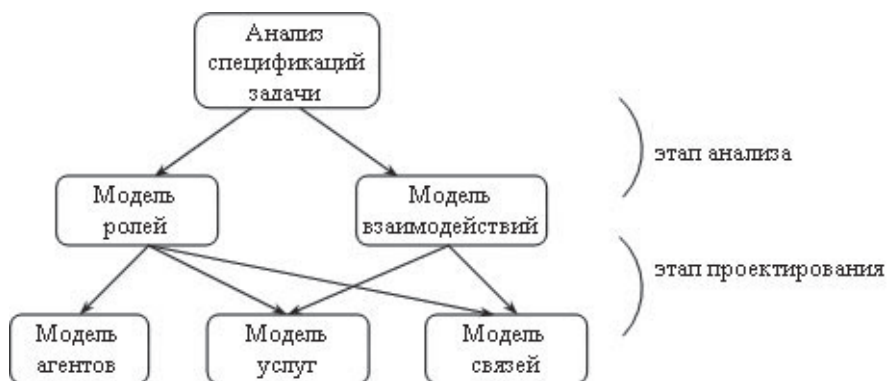 Анализ
спецификаций
задачи
этап анализа
Модель
ролей
Модель
взаимодействий
этап проектирования
Модель
агентов
Модель
услуг
Модель
связей